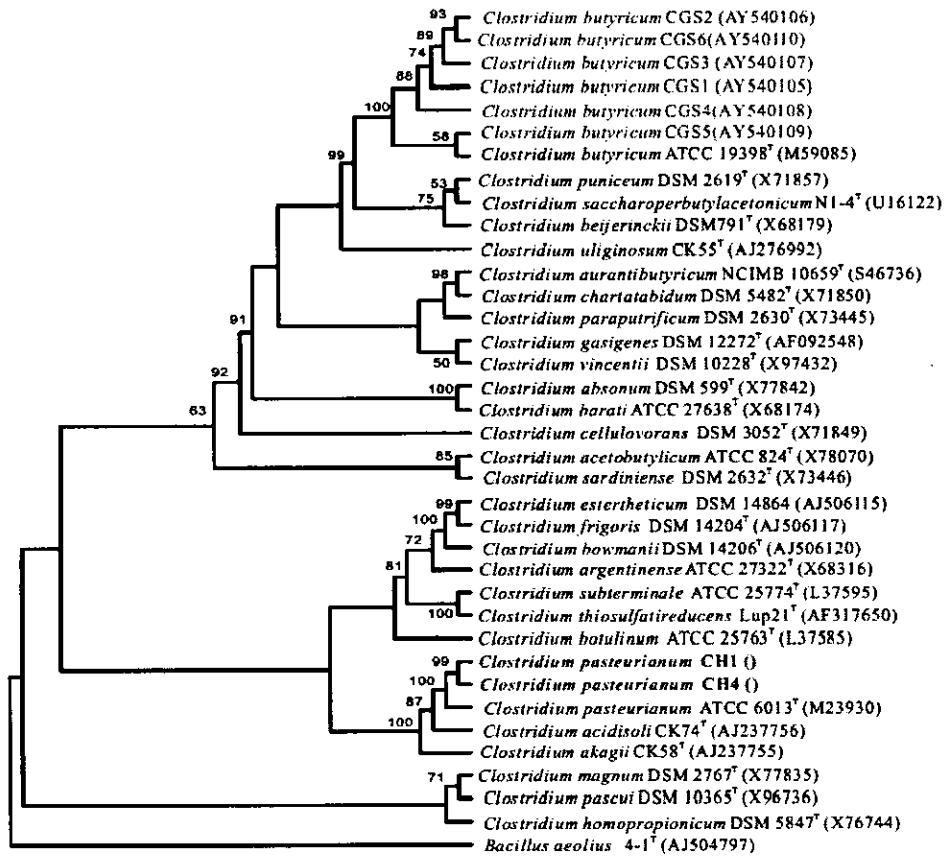 Clostridium butyricum CGS2 (AY540106)
Clostridium butyricum CGS6(AY540110)
Clostridium butyricum CGS3 (AY540107)
Clostridium butyricum CGS1 (AY540105)
Clostridium butyricum CGS4(AY540108)
Clostridium butyricum CGS5(AY540109)
Clostridium butyricum ATCC 19398ᵀ (M59085)
Clostridium puniceum DSM 2619ᵀ (X71857)
Clostridium saccharoperbutylacetonicum N1-4ᵀ (U16122)
Clostridium beijerinckii DSM791ᵀ (X68179)
Clostridium uliginosum CK55ᵀ (AJ276992)
Clostridium aurantibutyricum NCIMB 10659ᵀ (S46736)
Clostridium chartatabidum DSM 5482ᵀ (X71850)
Clostridium paraputrificum DSM 2630ᵀ (X73445)
Clostridium gasigenes DSM 12272ᵀ (AF092548)
Clostridium vincentii DSM 10228ᵀ (X97432)
Clostridium absonum DSM 599ᵀ (X77842)
Clostridium barati ATCC 27638ᵀ (X68174)
Clostridium cellulovorans DSM 3052ᵀ (X71849)
Clostridium acetobutylicum ATCC 824ᵀ (X78070)
Clostridium sardiniense DSM 2632ᵀ (X73446)
Clostridium estertheticum DSM 14864 (AJ506115)
Clostridium frigoris DSM 14204ᵀ (AJ506117)
Clostridium bowmanii DSM 14206ᵀ (AJ506120)
Clostridium argentinense ATCC 27322ᵀ (X68316)
Clostridium subterminale ATCC 25774ᵀ (L37595)
Clostridium thiosulfatireducens Lup21ᵀ (AF317650)
Clostridium botulinum ATCC 25763ᵀ (L37585)
Clostridium pasteurianum CH1 ()
Clostridium pasteurianum CH4 ()
Clostridium pasteurianum ATCC 6013ᵀ (M23930)
Clostridium acidisoli CK74ᵀ (AJ237756)
Clostridium akagii CK58ᵀ (AJ237755)
Clostridium magnum DSM 2767ᵀ (X77835)
Clostridium pascui DSM 10365ᵀ (X96736)
Clostridium homopropionicum DSM 5847ᵀ (X76744)
Bacillus aeolius 4-1ᵀ (AJ504797)
93
89
74
88
100
58
99
53
75
98
91
50
92
100
63
85
99
100
72
81
100
99
100
87
100
71